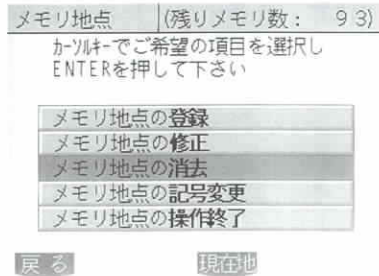 メモリ地点 (残りメモリ数: 93)
カーソルキーでご希望の項目を選択し
ENTERを押して下さい
メモリ地点の登録
メモリ地点の修正
メモリ地点の消去
メモリ地点の記号変更
メモリ地点の操作終了
戻る 現在地